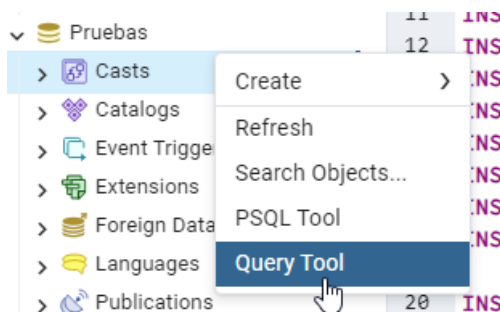 11 INS
Pruebas
12 INS
Casts
Create
INS
Catalogs
INS
Refresh
Event Trigge
INS
Search Objects...
Extensions
INS
PSQL Tool
Foreign Data
INS
Languages
Query Tool
INS
Publications
20 INS